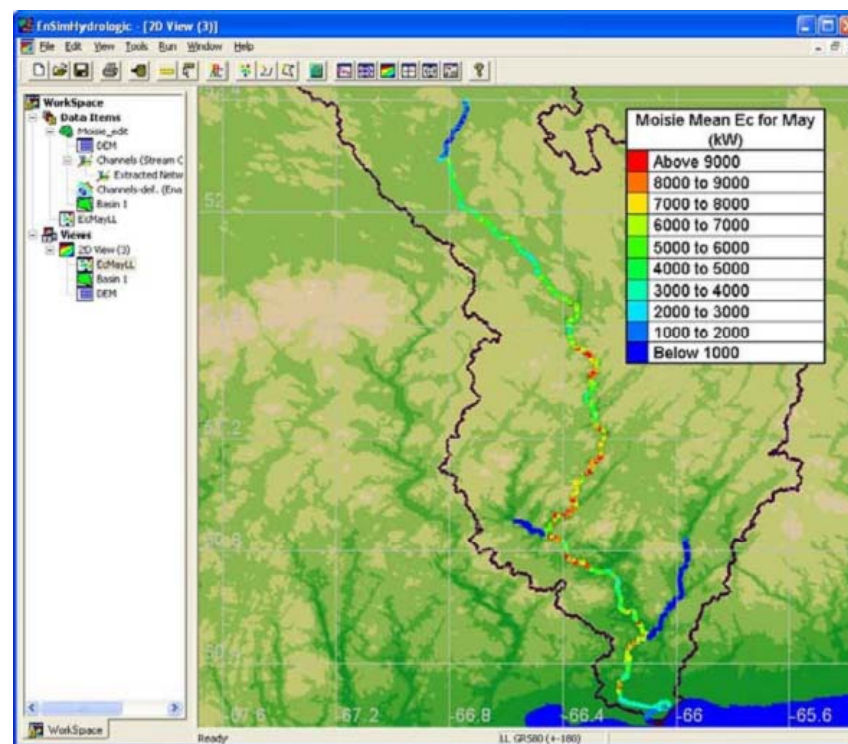 EnSimHydrologic - [2D View (3)]
File Edit View Tools Run Window Help
WorkSpace
Data Items
Moisie_edit
DEM
Channels (Stream C
Extracted Netw
Channels-def. (Ena
Basin 1
EcMayLL
Views
2D View (3)
EcMayLL
Basin 1
DEM
WorkSpace
Moisie Mean Ec for May
(kW)
Above 9000
8000 to 9000
7000 to 8000
6000 to 7000
5000 to 6000
4000 to 5000
3000 to 4000
2000 to 3000
1000 to 2000
Below 1000
52
-67.6 -67.2 -66.8 -66.4 -66 -65.6
Ready LL GRS80 (+-180)